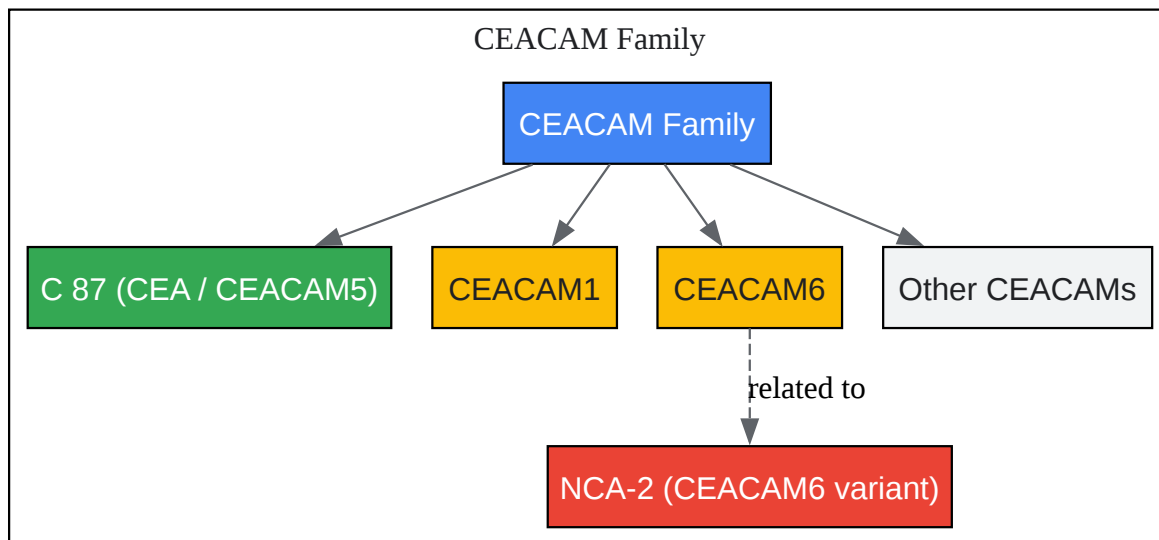 CEACAM Family
CEACAM Family
C 87 (CEA / CEACAM5)
CEACAM1
CEACAM6
Other CEACAMs
related to
NCA-2 (CEACAM6 variant)